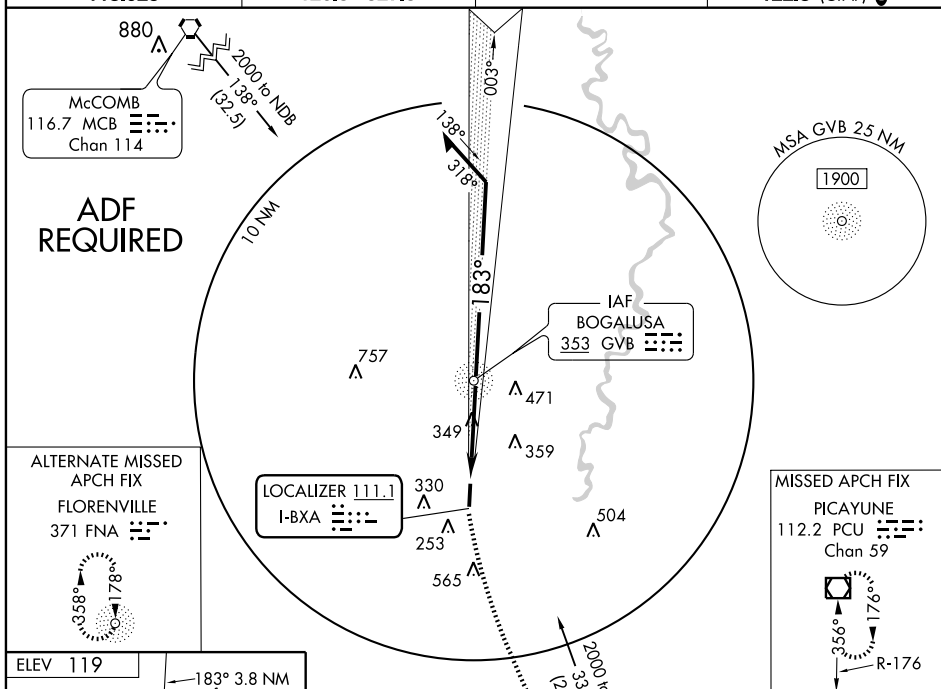 880
McCOMB
116.7 MCB
Chan 114
2000 to NDB
138°
(32.5)
003°
138°
318°
MSA GVB 25 NM
1900
ADF
REQUIRED
10 NM
183°
IAF
BOGALUSA
353 GVB
757
471
349
359
ALTERNATE MISSED
APCH FIX
FLORENVILLE
371 FNA
358°
178°
LOCALIZER 111.1
I-BXA
330
253
504
565
MISSED APCH FIX
PICAYUNE
112.2 PCU
Chan 59
356°
176°
R-176
2000 to
ELEV 119
183° 3.8 NM